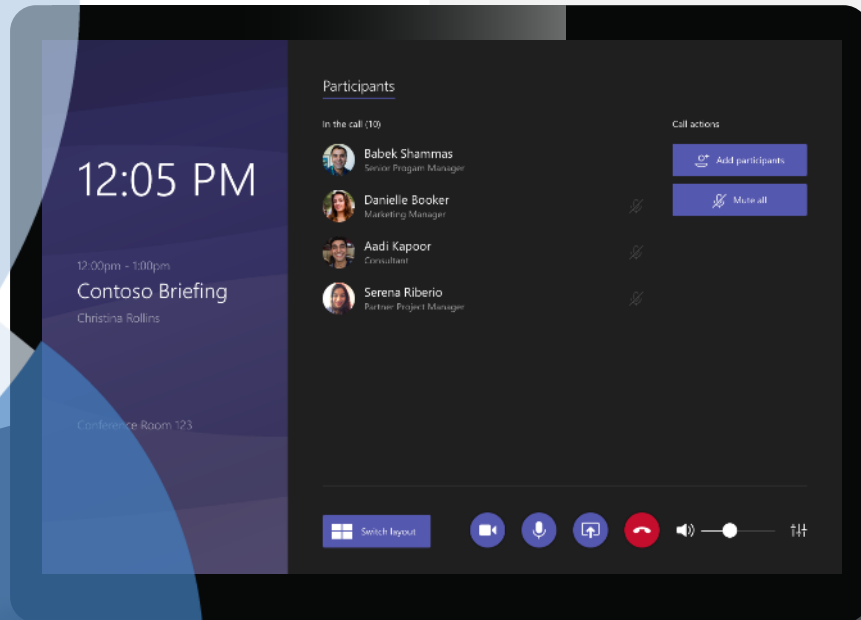 12:05 PM
12:00pm - 1:00pm
Contoso Briefing
Christina Rollins
Conference Room 123
Participants
In the call (10)
Babek Shammas
Senior Progam Manager
Danielle Booker
Marketing Manager
Aadi Kapoor
Consultant
Serena Riberio
Partner Project Manager
Call actions
Add participants
Mute all
Switch layout